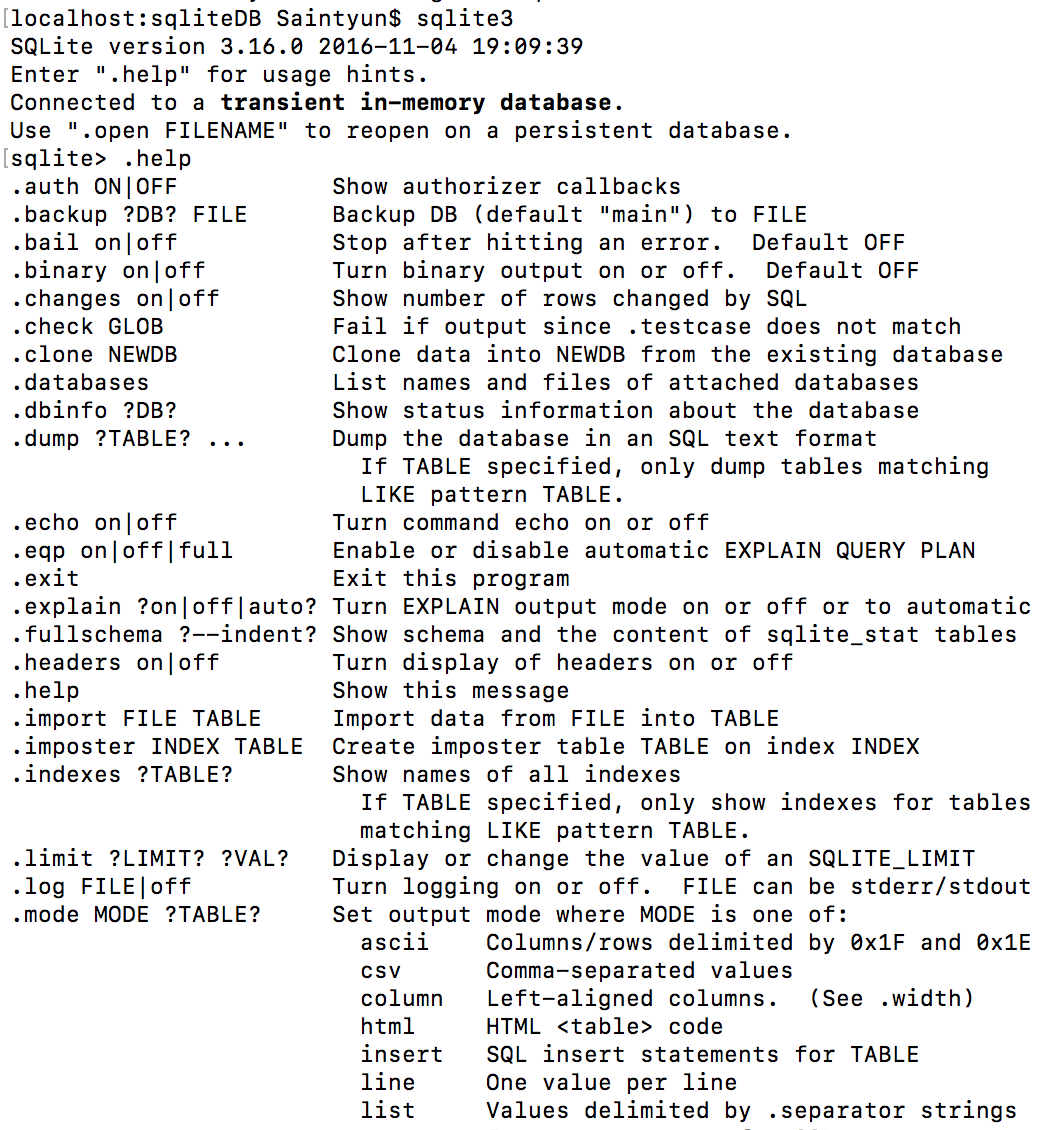 [localhost:sqliteDB Saintyun$ sqlite3
SQLite version 3.16.0 2016-11-04 19:09:39
Enter ".help" for usage hints.
Connected to a transient in-memory database.
Use ".open FILENAME" to reopen on a persistent database.
[sqlite> .help
.auth ON|OFF           Show authorizer callbacks
.backup ?DB? FILE      Backup DB (default "main") to FILE
.bail on|off           Stop after hitting an error.  Default OFF
.binary on|off         Turn binary output on or off.  Default OFF
.changes on|off        Show number of rows changed by SQL
.check GLOB            Fail if output since .testcase does not match
.clone NEWDB           Clone data into NEWDB from the existing database
.databases             List names and files of attached databases
.dbinfo ?DB?           Show status information about the database
.dump ?TABLE? ...      Dump the database in an SQL text format
                         If TABLE specified, only dump tables matching
                         LIKE pattern TABLE.
.echo on|off           Turn command echo on or off
.eqp on|off|full       Enable or disable automatic EXPLAIN QUERY PLAN
.exit                  Exit this program
.explain ?on|off|auto? Turn EXPLAIN output mode on or off or to automatic
.fullschema ?--indent? Show schema and the content of sqlite_stat tables
.headers on|off        Turn display of headers on or off
.help                  Show this message
.import FILE TABLE     Import data from FILE into TABLE
.imposter INDEX TABLE  Create imposter table TABLE on index INDEX
.indexes ?TABLE?       Show names of all indexes
                         If TABLE specified, only show indexes for tables
                         matching LIKE pattern TABLE.
.limit ?LIMIT? ?VAL?   Display or change the value of an SQLITE_LIMIT
.log FILE|off          Turn logging on or off.  FILE can be stderr/stdout
.mode MODE ?TABLE?     Set output mode where MODE is one of:
                         ascii    Columns/rows delimited by 0x1F and 0x1E
                         csv      Comma-separated values
                         column   Left-aligned columns.  (See .width)
                         html     HTML <table> code
                         insert   SQL insert statements for TABLE
                         line     One value per line
                         list     Values delimited by .separator strings